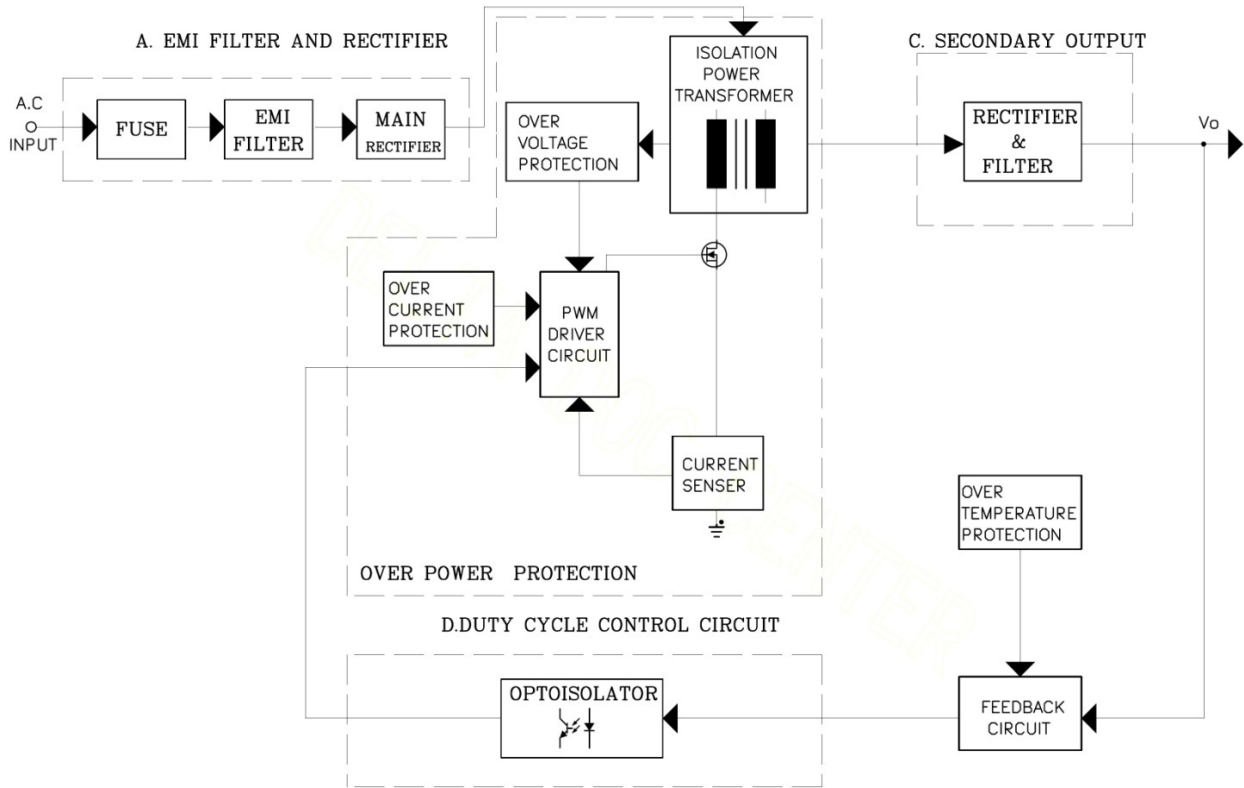 A. EMI FILTER AND RECTIFIER
A.C
INPUT
FUSE
EMI
FILTER
MAIN
RECTIFIER
OVER
VOLTAGE
PROTECTION
ISOLATION
POWER
TRANSFORMER
C. SECONDARY OUTPUT
RECTIFIER
&
FILTER
Vo
OVER
CURRENT
PROTECTION
PWM
DRIVER
CIRCUIT
CURRENT
SENSER
OVER POWER PROTECTION
OVER
TEMPERATURE
PROTECTION
D.DUTY CYCLE CONTROL CIRCUIT
OPTOISOLATOR
FEEDBACK
CIRCUIT